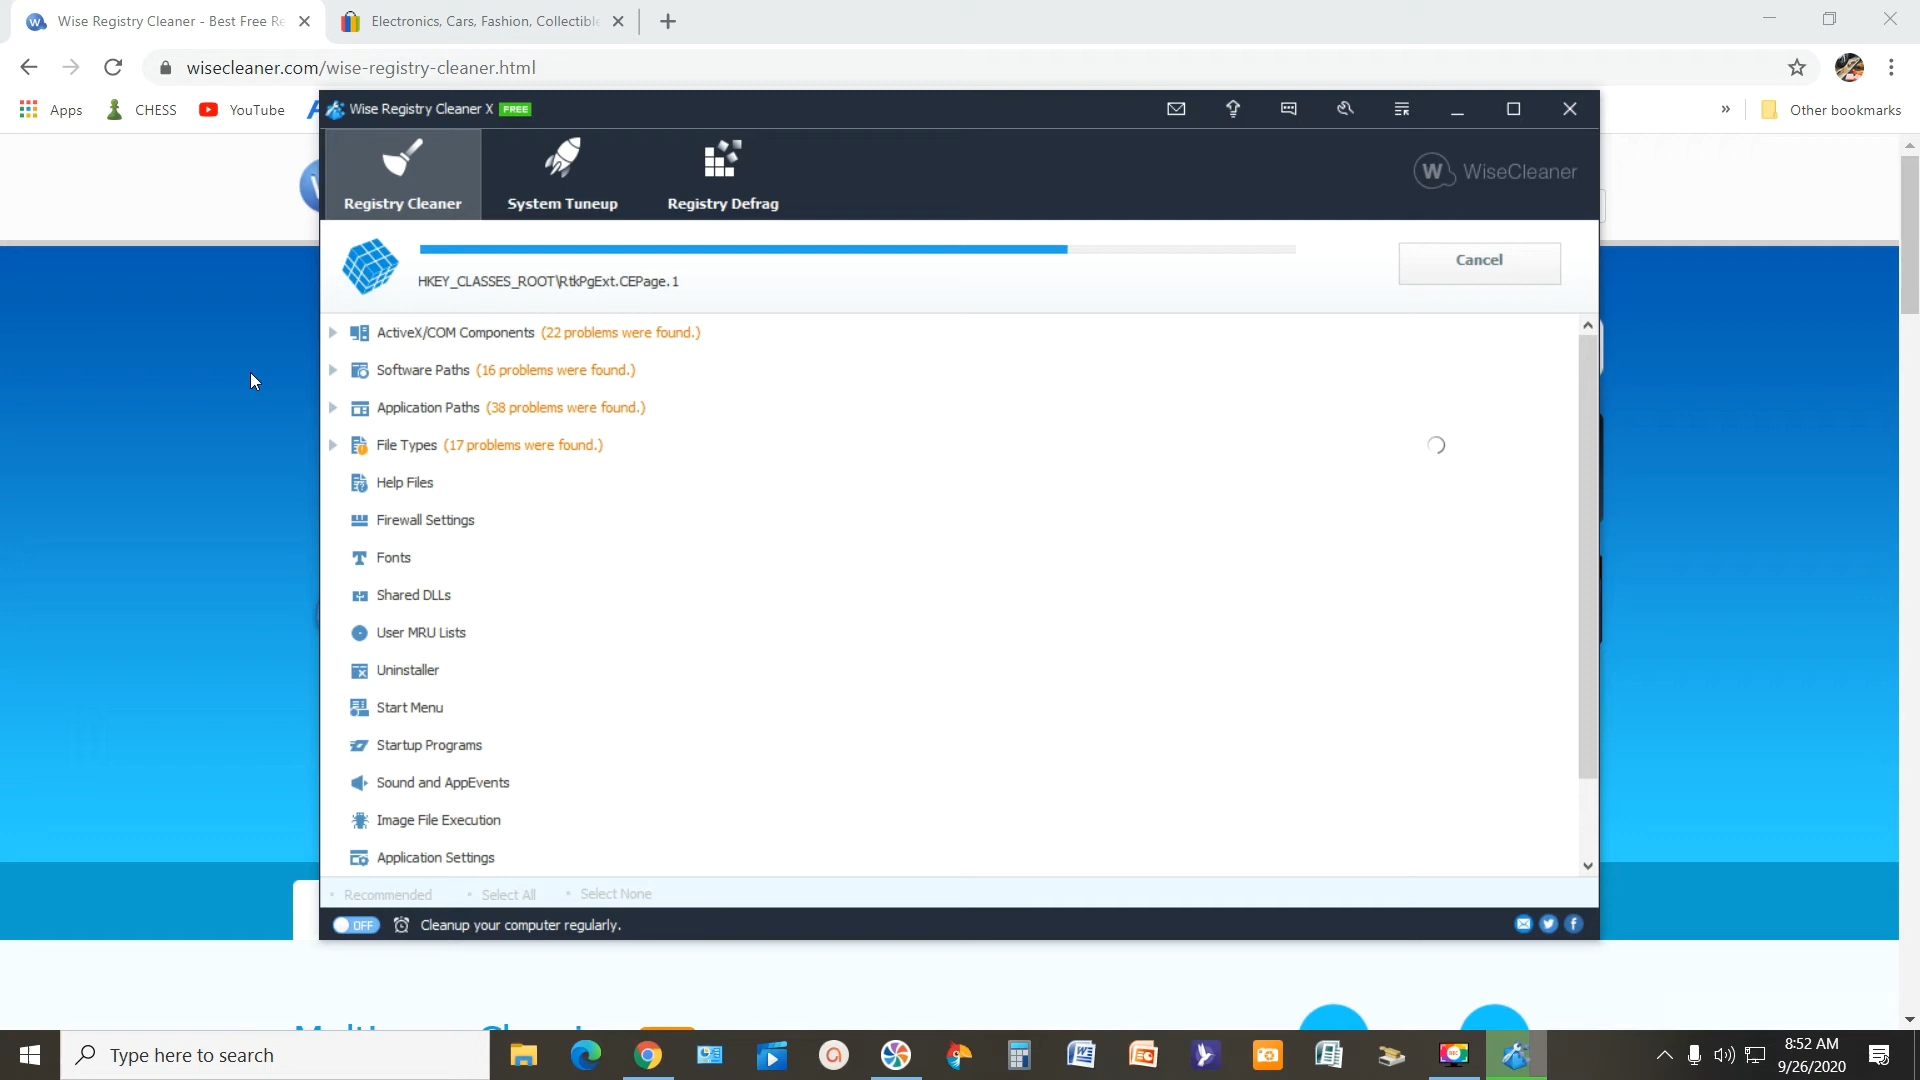 Wise Registry Cleaner - Best Free Re
Electronics, Cars, Fashion, Collectible
wisecleaner.com/wise-registry-cleaner.html
Apps
CHESS
YouTube
»
Other bookmarks
Wise Registry Cleaner X FREE
Registry Cleaner
System Tuneup
Registry Defrag
W WiseCleaner
HKEY_CLASSES_ROOT\RtkPgExt.CEPage.1
Cancel
ActiveX/COM Components (22 problems were found.)
Software Paths (16 problems were found.)
Application Paths (38 problems were found.)
File Types (17 problems were found.)
Help Files
Firewall Settings
Fonts
Shared DLLs
User MRU Lists
Uninstaller
Start Menu
Startup Programs
Sound and AppEvents
Image File Execution
Application Settings
Recommended
Select All
Select None
OFF
Cleanup your computer regularly.
Type here to search
8:52 AM
9/26/2020